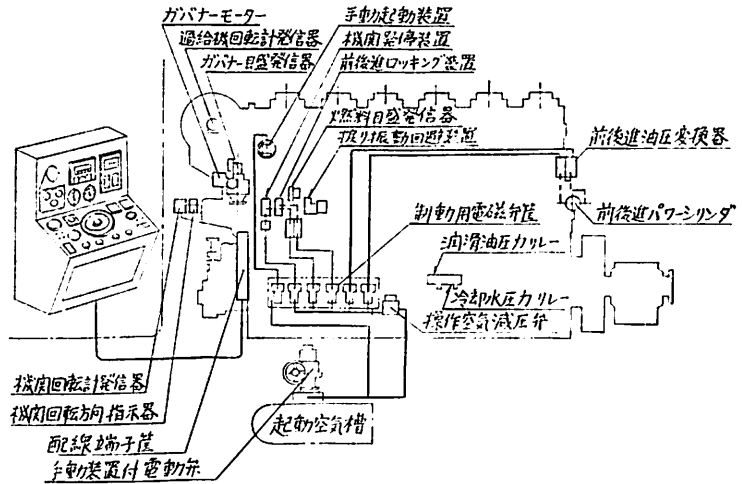 ガバナーモーター
過給機回転計発信器
ガバナー目盛発信器
手動起動装置
機関発停装置
前後進ロッキング装置
燃料目盛発信器
捩り振動回避装置
前後進油圧変換器
前後進パワーシリンダ
制動用電磁弁筐
潤滑油圧力リレー
冷却水圧力リレー
操作空気減圧弁
機関回転計発信器
機関回転方向指示器
配線端子筐
手動装置付電動弁
起動空気槽